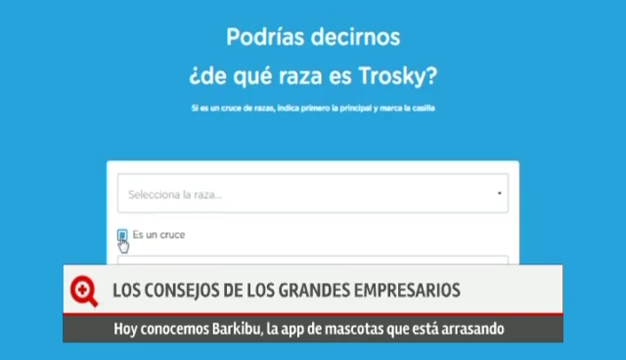 Podrías decirnos
¿de qué raza es Trosky?
Si es un cruce de razas, indica primero la principal y marca la casilla
Selecciona la raza...
Es un cruce
LOS CONSEJOS DE LOS GRANDES EMPRESARIOS
Hoy conocemos Barkibu, la app de mascotas que está arrasando